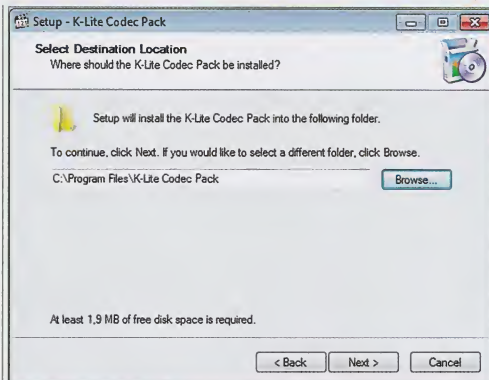 Setup - K-Lite Codec Pack
Select Destination Location
Where should the K-Lite Codec Pack be installed?
Setup will install the K-Lite Codec Pack into the following folder.
To continue, click Next. If you would like to select a different folder, click Browse.
C:\Program Files\K-Lite Codec Pack
Browse...
At least 1,9 MB of free disk space is required.
< Back
Next >
Cancel